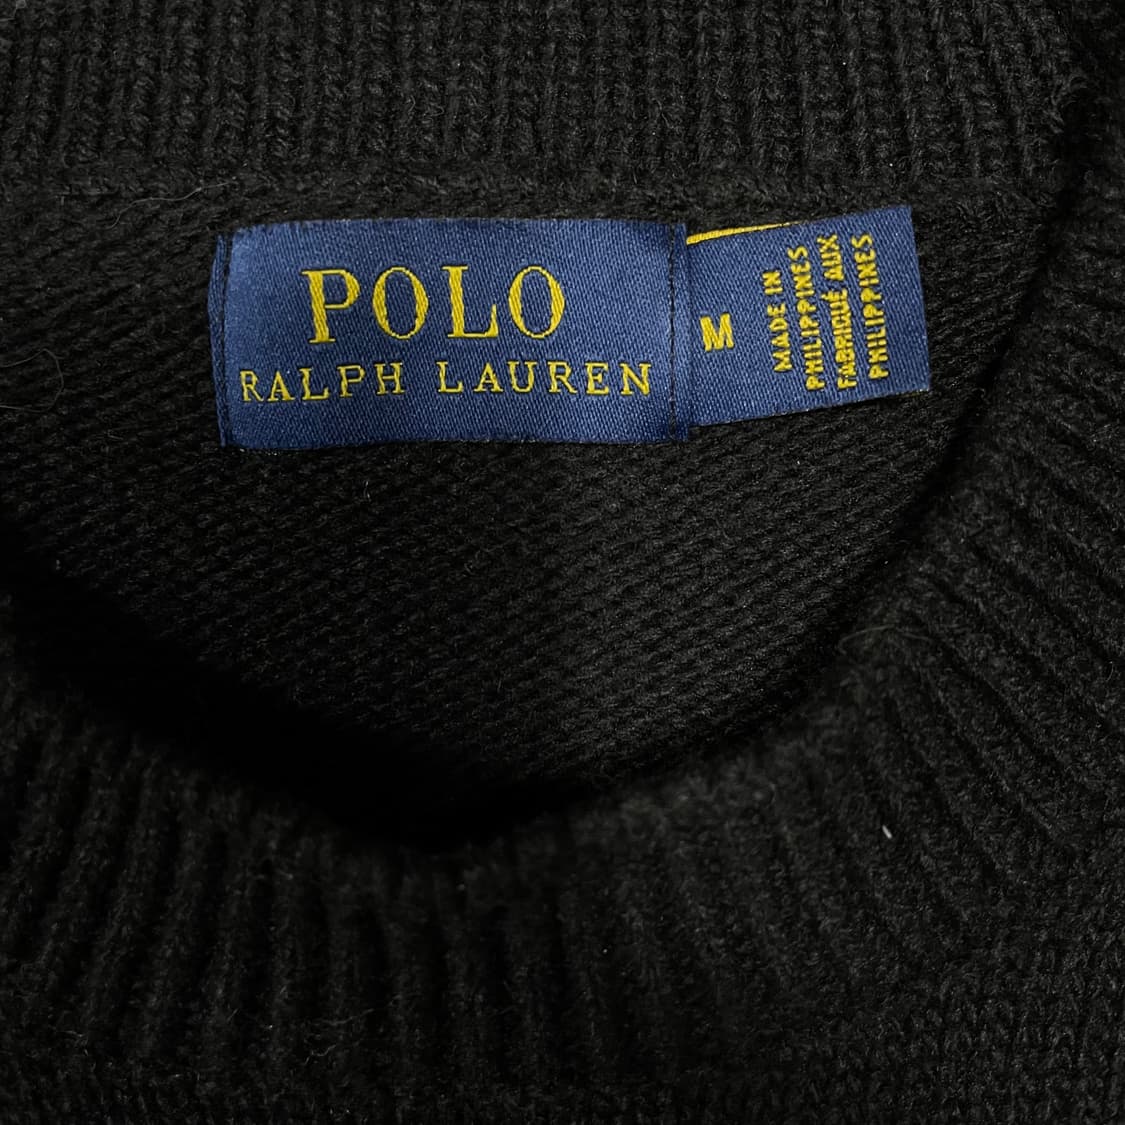 POLO
RALPH LAUREN
M
MADE IN
PHILIPPINES
FABRIQUÉ AUX
PHILIPPINES